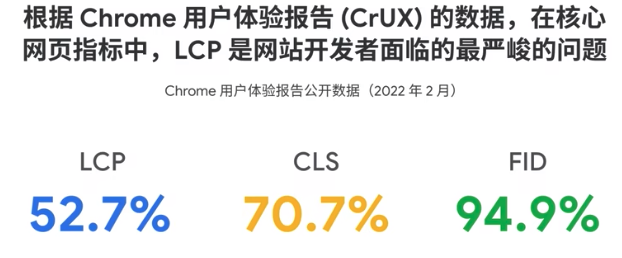 根据 Chrome 用户体验报告 (CrUX) 的数据，在核心
网页指标中，LCP 是网站开发者面临的最严峻的问题
Chrome 用户体验报告公开数据（2022 年 2 月）
LCP CLS FID
52.7% 70.7% 94.9%